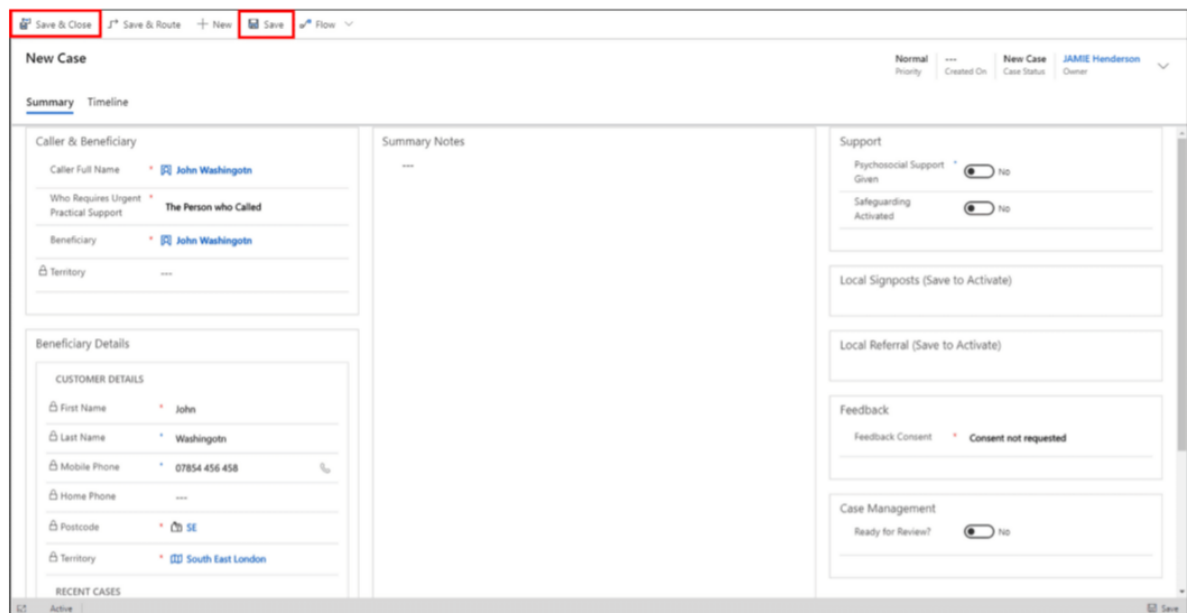 Save & Close Save & Route New Save Flow
New Case
Normal --- New Case JAMIE Henderson
Priority Created On Case Status Owner
Summary Timeline
Caller & Beneficiary
Caller Full Name * John Washingotn
Who Requires Urgent Practical Support * The Person who Called
Beneficiary * John Washingotn
Territory ---
Beneficiary Details
CUSTOMER DETAILS
First Name * John
Last Name * Washingotn
Mobile Phone * 07854 456 458
Home Phone ---
Postcode * SE
Territory * South East London
RECENT CASES
Summary Notes
---
Support
Psychosocial Support Given * No
Safeguarding Activated No
Local Signposts (Save to Activate)
Local Referral (Save to Activate)
Feedback
Feedback Consent * Consent not requested
Case Management
Ready for Review? No
Active Save